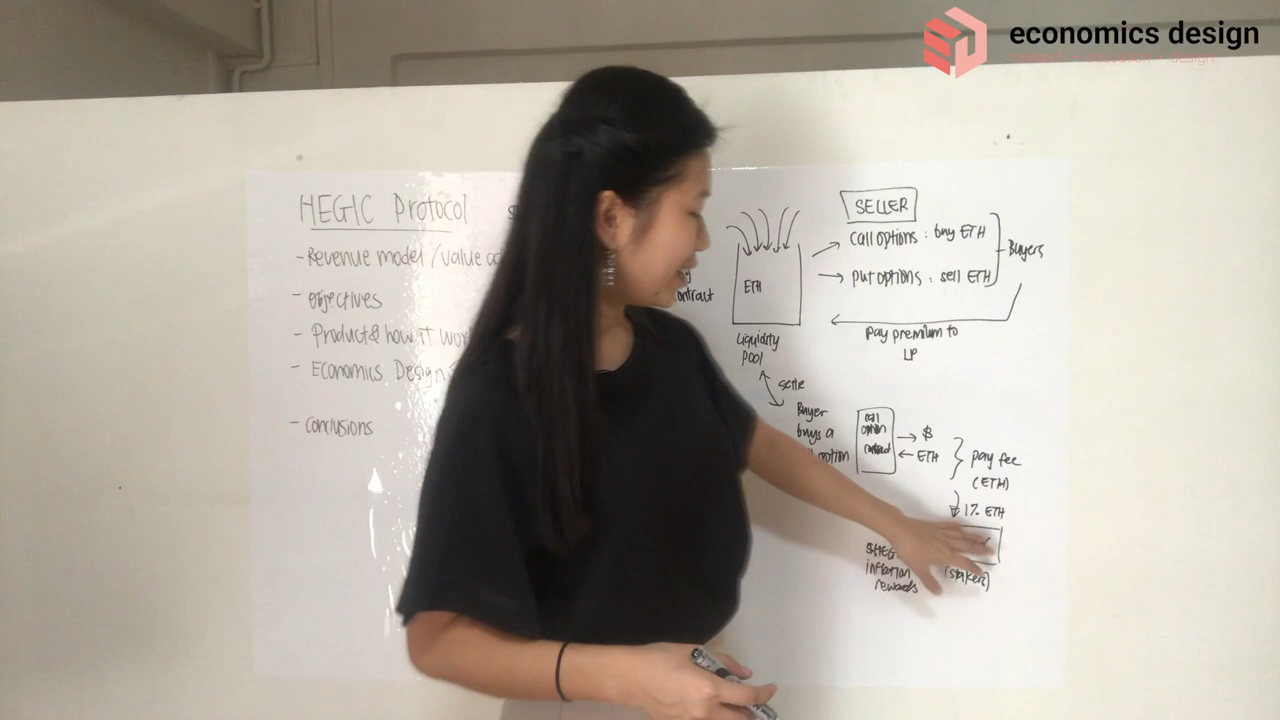 economics design
HEGIC Protocol
- Revenue model / value
- Objectives
- Product & how it
- Economics Design
- Conclusions
ETH
Liquidity
Pool
settle
Buyer
buys a
option
SELLER
call options : buy ETH
put options : sell ETH
Buyers
pay premium to
LP
call
option
contract
$
ETH
pay fee
(ETH)
1% ETH
inflation
rewards
(stakers)